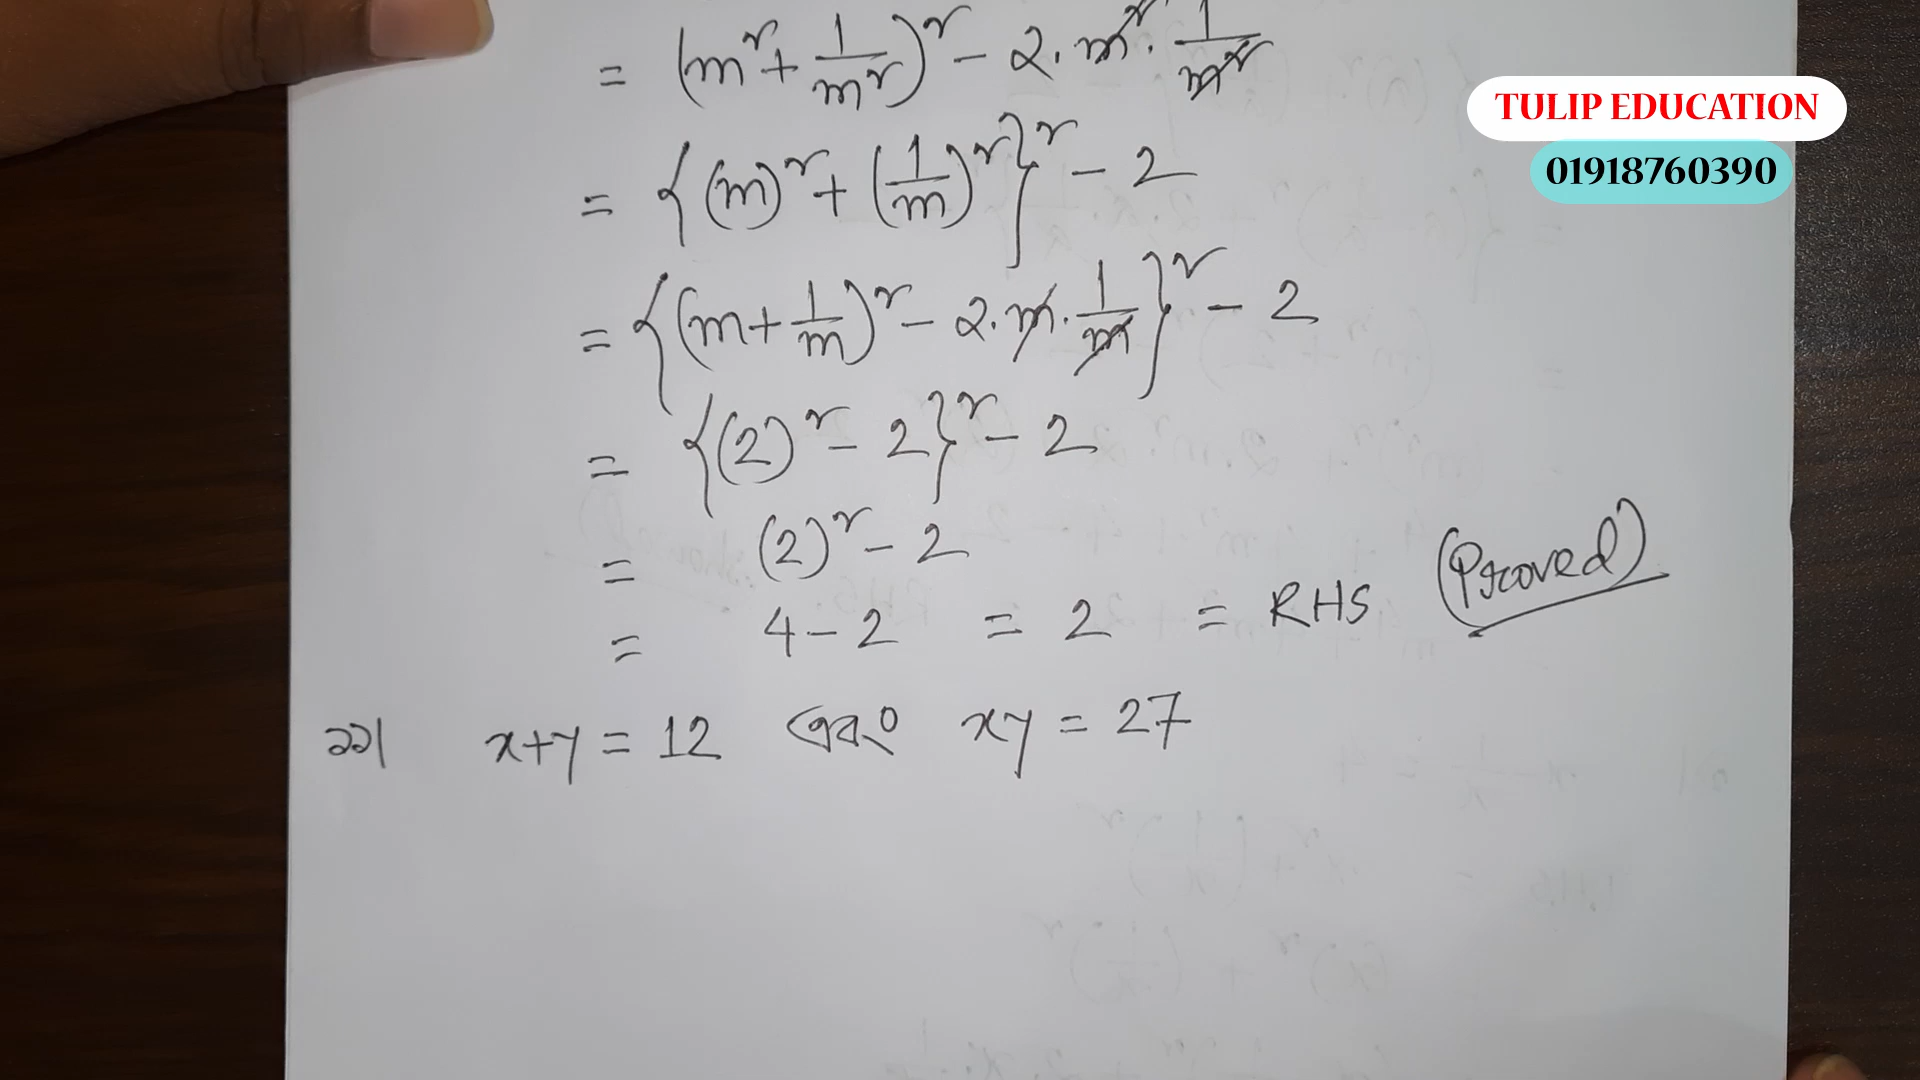 = (m² + 1/m²)² - 2. m². 1/m²
TULIP EDUCATION
01918760390
= {(m)² + (1/m)²}² - 2
= {(m + 1/m)² - 2. m. 1/m}² - 2
= {(2)² - 2}² - 2
= (2)² - 2
= 4 - 2 = 2 = RHS (Proved)
১১। x+y = 12 এবং xy = 27